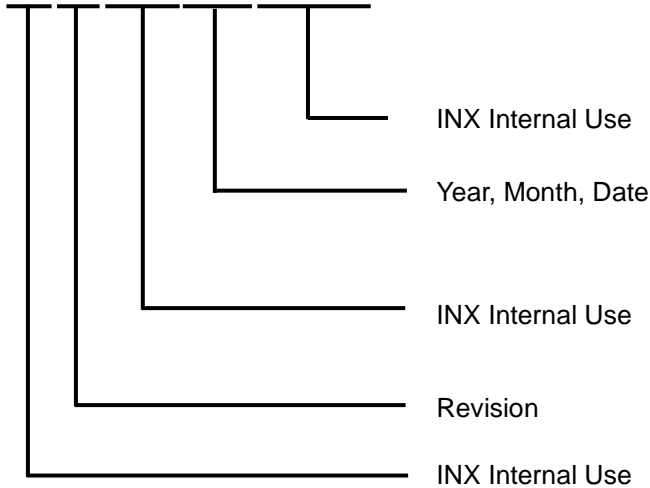 INX Internal Use
Year, Month, Date
INX Internal Use
Revision
INX Internal Use